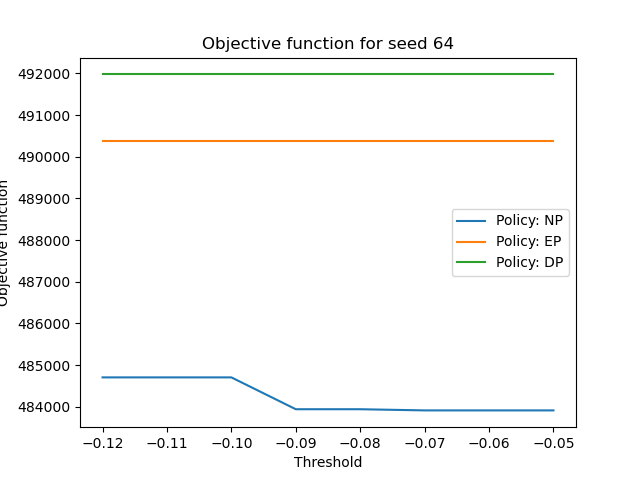 Objective function for seed 64
Objective function
492000
491000
490000
489000
488000
487000
486000
485000
484000
Policy: NP
Policy: EP
Policy: DP
−0.12
−0.11
−0.10
−0.09
−0.08
−0.07
−0.06
−0.05
Threshold